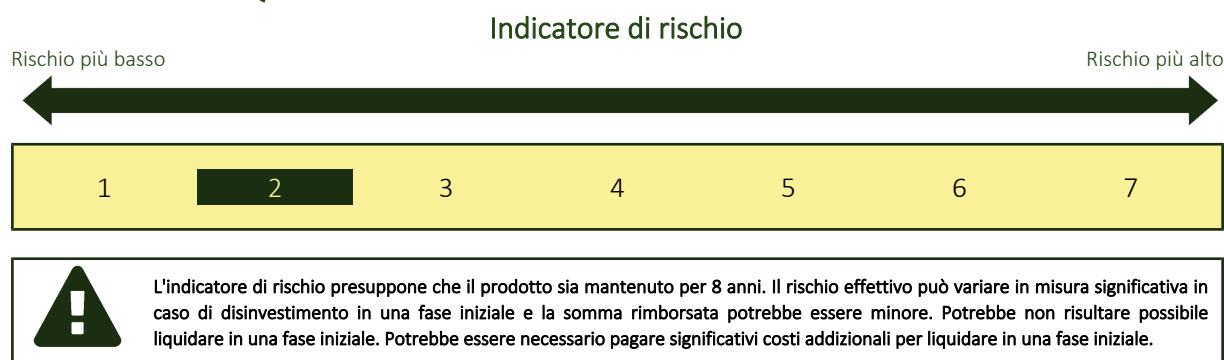 Indicatore di rischio
Rischio più basso
Rischio più alto
1 2 3 4 5 6 7
L'indicatore di rischio presuppone che il prodotto sia mantenuto per 8 anni. Il rischio effettivo può variare in misura significativa in
caso di disinvestimento in una fase iniziale e la somma rimborsata potrebbe essere minore. Potrebbe non risultare possibile
liquidare in una fase iniziale. Potrebbe essere necessario pagare significativi costi addizionali per liquidare in una fase iniziale.